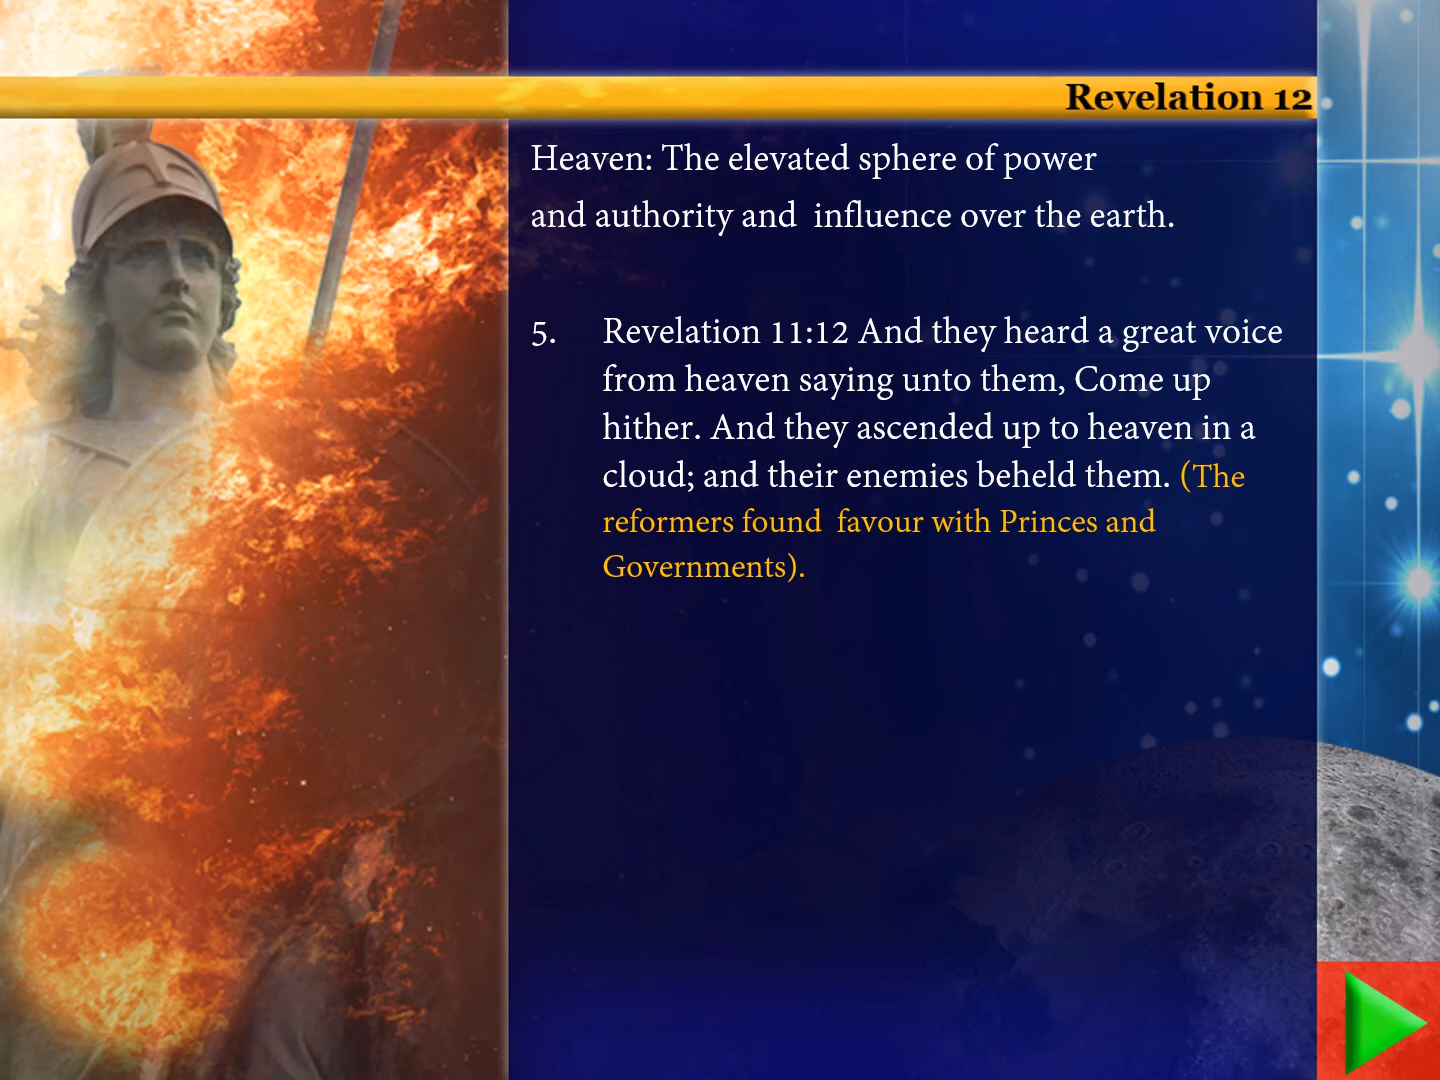 Revelation 12
Heaven: The elevated sphere of power
and authority and  influence over the earth.
5. Revelation 11:12 And they heard a great voice
from heaven saying unto them, Come up
hither. And they ascended up to heaven in a
cloud; and their enemies beheld them. (The
reformers found  favour with Princes and
Governments).